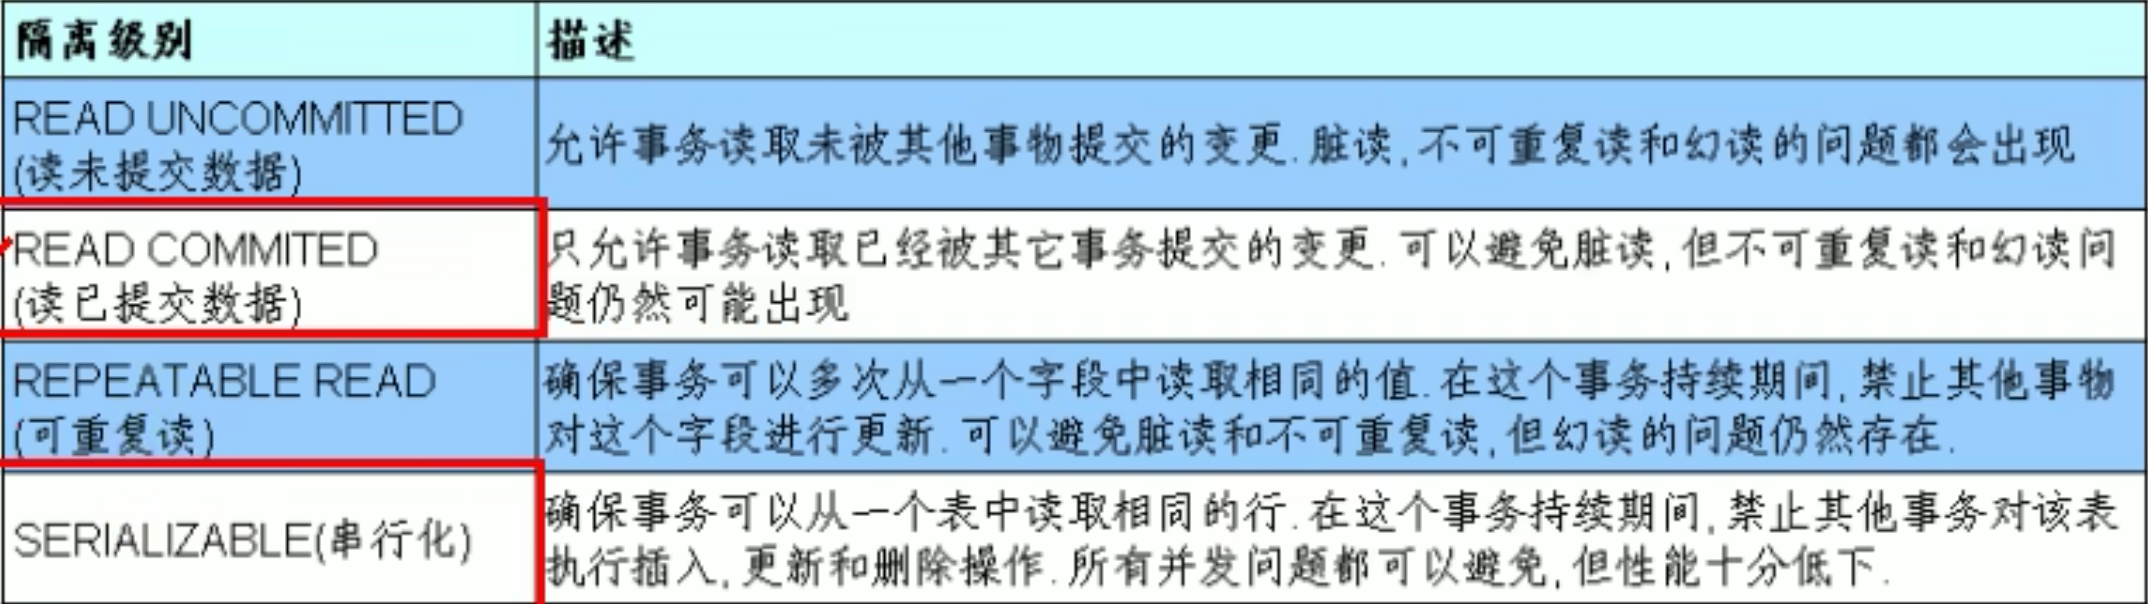 隔离级别
描述
READ UNCOMMITTED
(读未提交数据)
允许事务读取未被其他事物提交的变更.脏读,不可重复读和幻读的问题都会出现
READ COMMITED
(读已提交数据)
只允许事务读取已经被其它事务提交的变更.可以避免脏读,但不可重复读和幻读问
题仍然可能出现
REPEATABLE READ
(可重复读)
确保事务可以多次从一个字段中读取相同的值.在这个事务持续期间,禁止其他事物
对这个字段进行更新.可以避免脏读和不可重复读,但幻读的问题仍然存在.
SERIALIZABLE(串行化)
确保事务可以从一个表中读取相同的行.在这个事务持续期间,禁止其他事务对该表
执行插入,更新和删除操作.所有并发问题都可以避免,但性能十分低下.